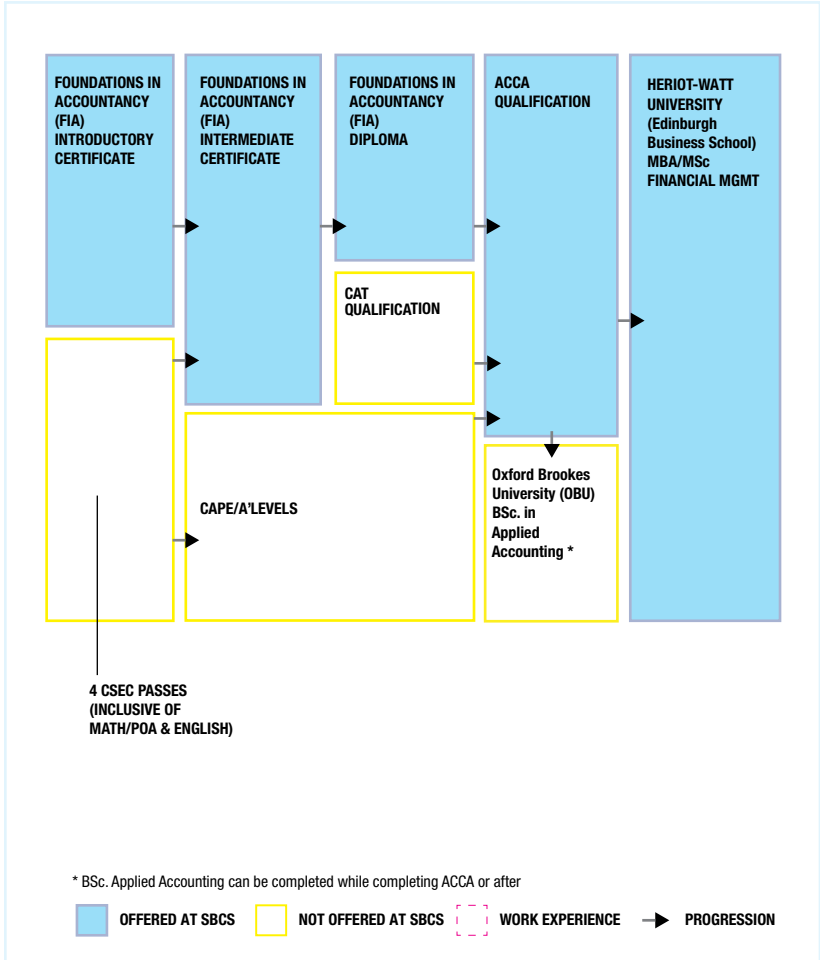 FOUNDATIONS IN
ACCOUNTANCY
(FIA)
INTRODUCTORY
CERTIFICATE
FOUNDATIONS IN
ACCOUNTANCY
(FIA)
INTERMEDIATE
CERTIFICATE
FOUNDATIONS IN
ACCOUNTANCY
(FIA)
DIPLOMA
ACCA
QUALIFICATION
HERIOT-WATT
UNIVERSITY
(Edinburgh
Business School)
MBA/MSc
FINANCIAL MGMT
CAT
QUALIFICATION
CAPE/A'LEVELS
Oxford Brookes
University (OBU)
BSc. in
Applied
Accounting *
4 CSEC PASSES
(INCLUSIVE OF
MATH/POA & ENGLISH)
* BSc. Applied Accounting can be completed while completing ACCA or after
OFFERED AT SBCS
NOT OFFERED AT SBCS
WORK EXPERIENCE
PROGRESSION